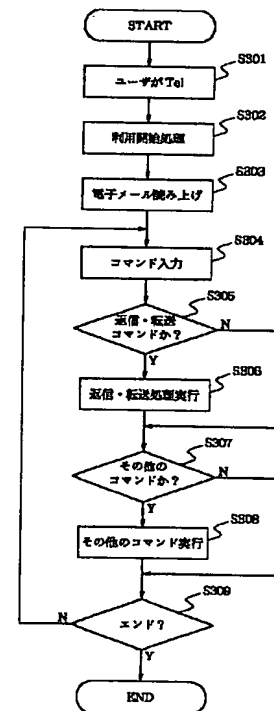 START
S301
ユーザがTel
S302
利用開始処理
S303
電子メール読み上げ
S304
コマンド入力
S305
返信・転送
コマンドか?
N
Y
S306
返信・転送処理実行
S307
その他の
コマンドか?
N
Y
S308
その他のコマンド実行
S309
N
エンド?
Y
END